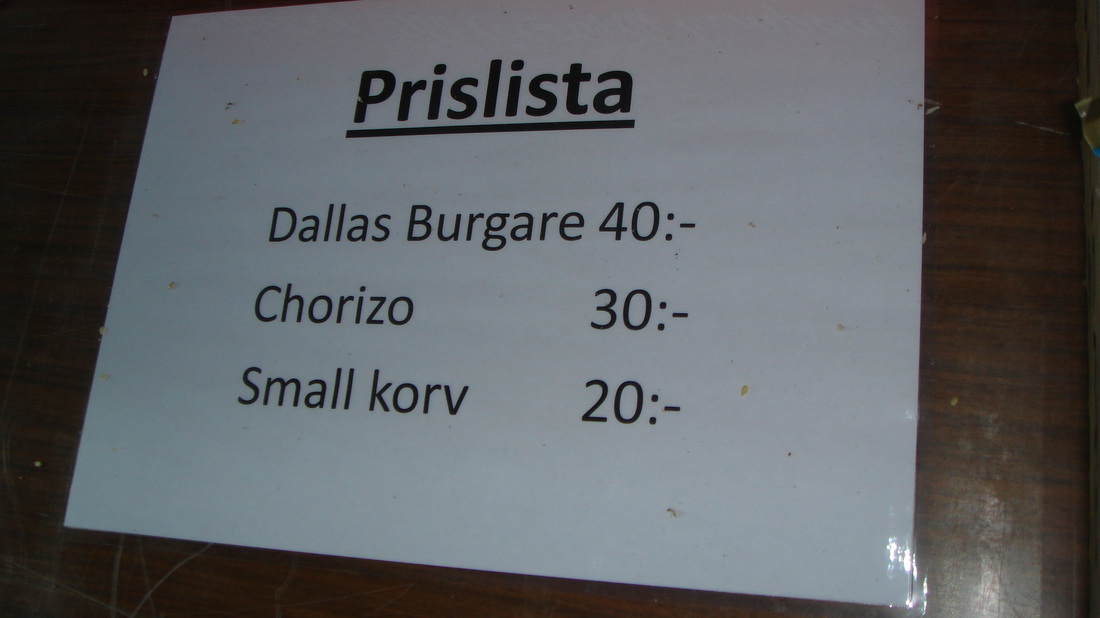 Prislista
Dallas Burgare 40:-
Chorizo 30:-
Small korv 20:-